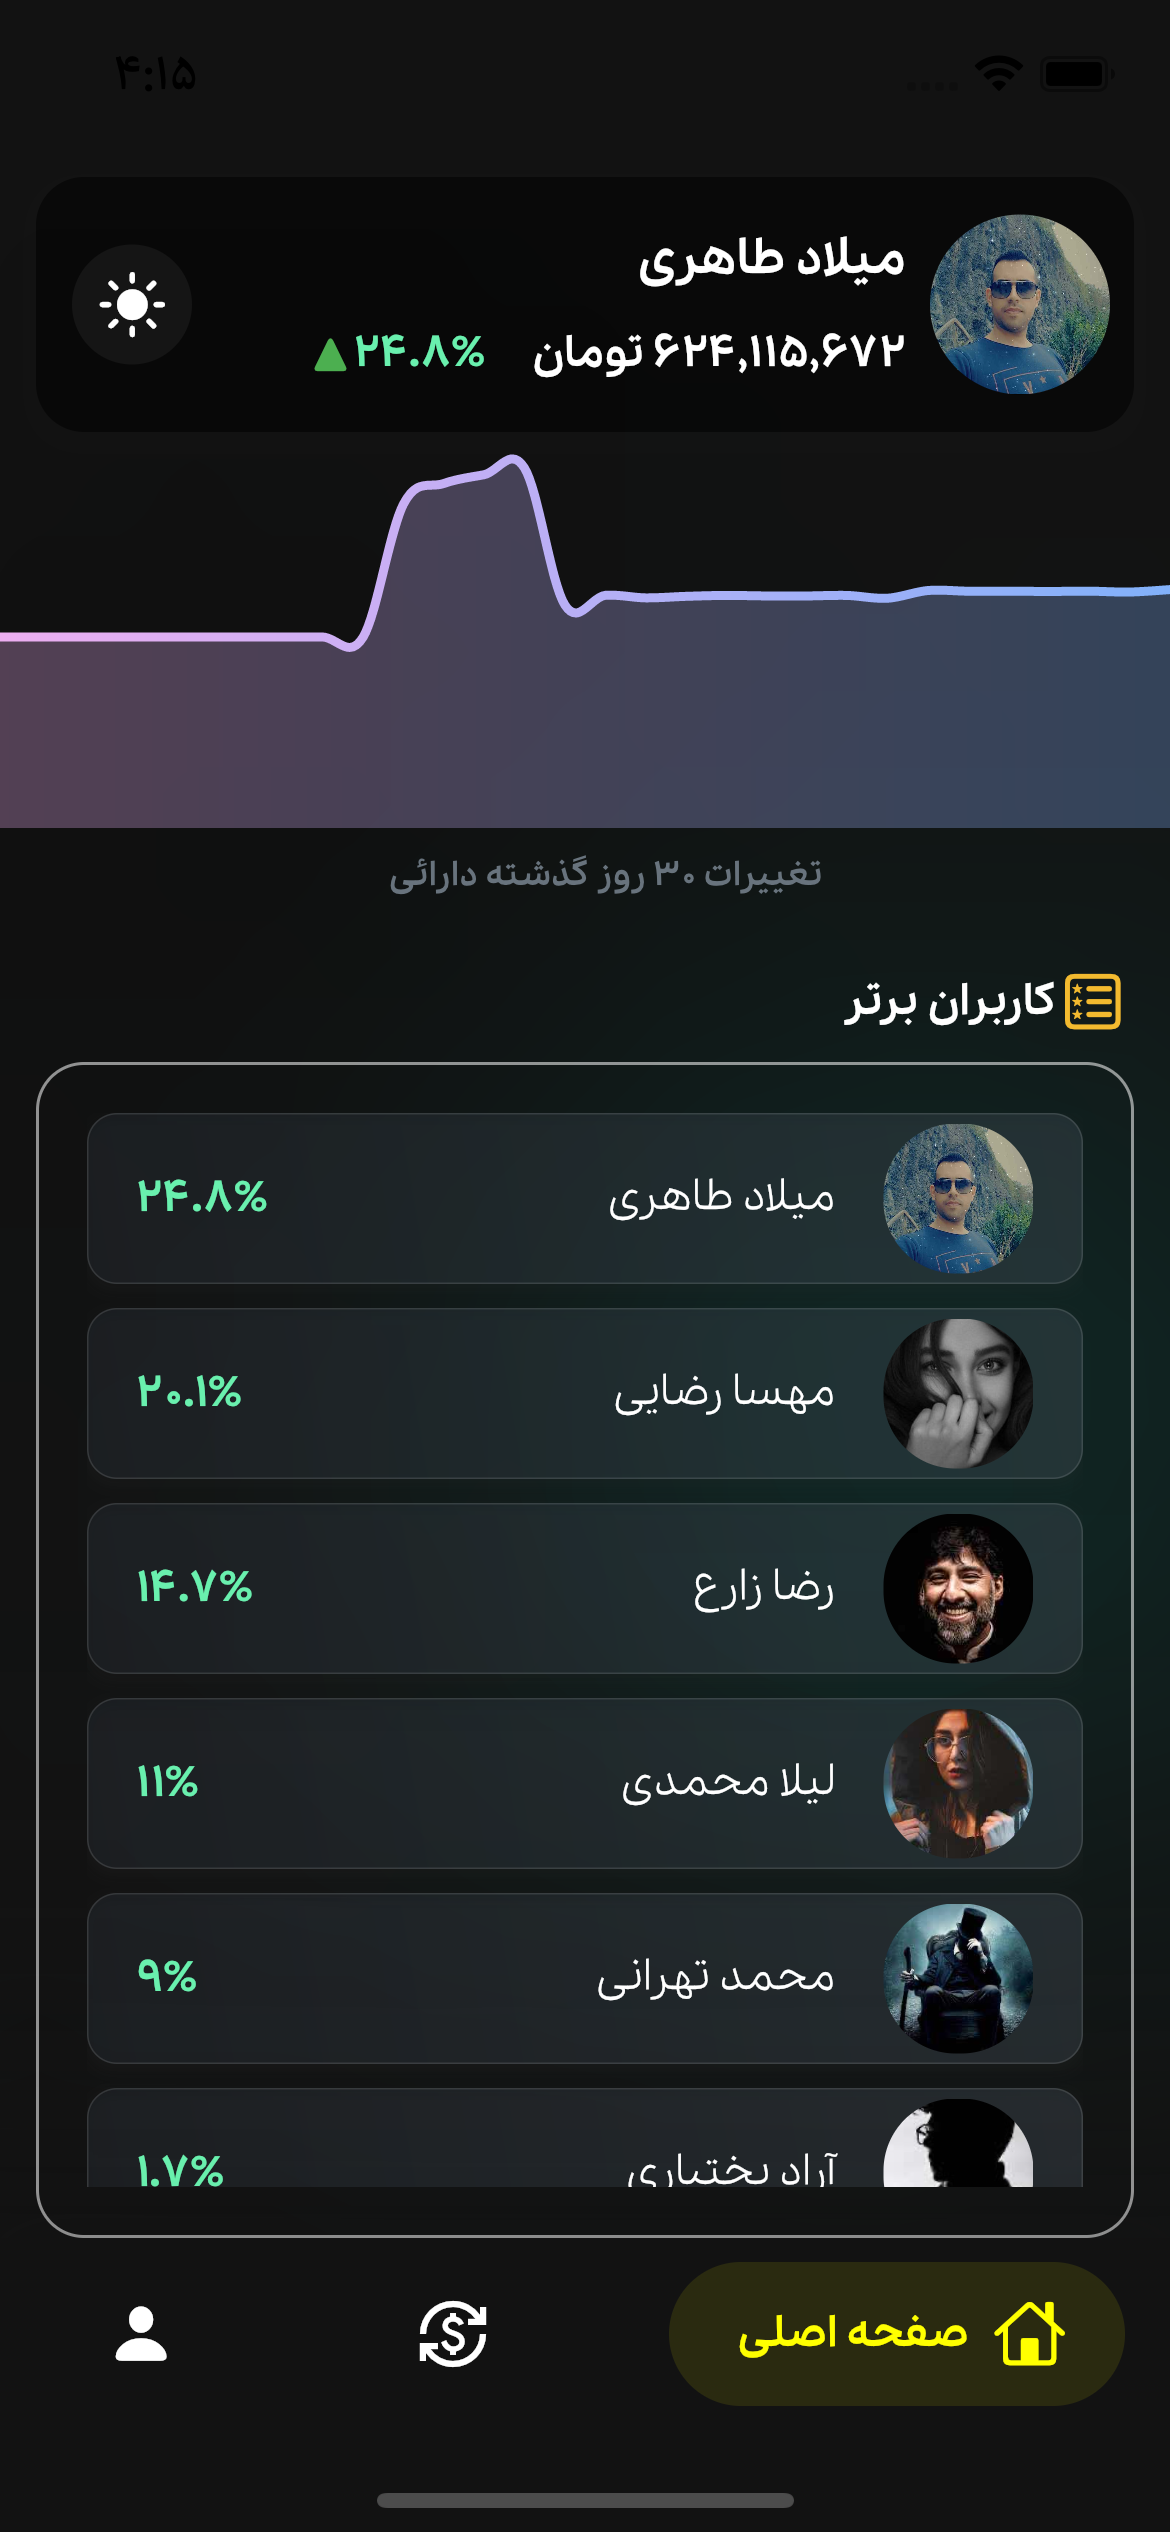 ۴:۱۵
میلاد طاهری
۶۲۴,۱۱۵,۶۷۲ تومان ۲۴.۸%
تغییرات ۳۰ روز گذشته دارائی
کاربران برتر
میلاد طاهری ۲۴.۸%
مهسا رضایی ۲۰.۱%
رضا زارع ۱۴.۷%
لیلا محمدی ۱۱%
محمد تهرانی ۹%
آراد بختیاری ۱.۷%
صفحه اصلی